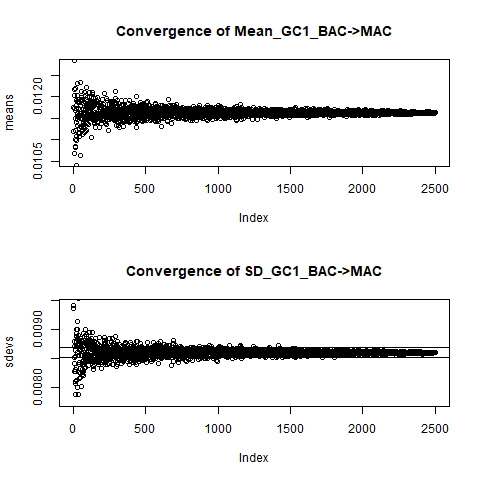 Convergence of Mean_GC1_BAC->MAC
means
0.0120
0.0105
0 500 1000 1500 2000 2500
Index
Convergence of SD_GC1_BAC->MAC
sdevs
0.0090
0.0080
0 500 1000 1500 2000 2500
Index